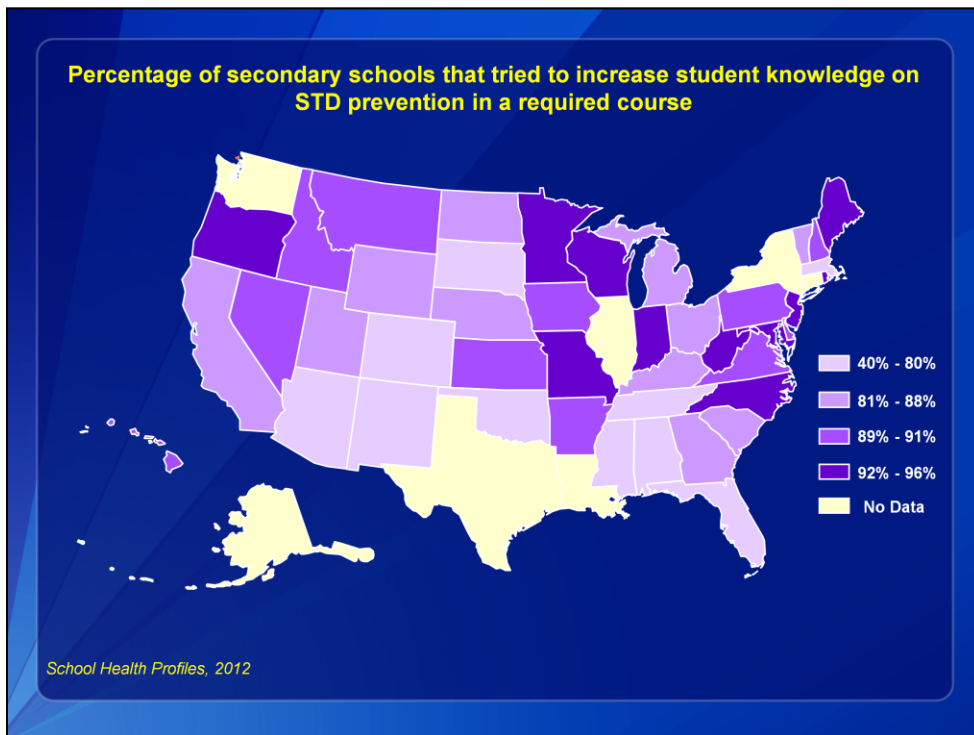 Percentage of secondary schools that tried to increase student knowledge on
STD prevention in a required course
40% - 80%
81% - 88%
89% - 91%
92% - 96%
No Data
School Health Profiles, 2012